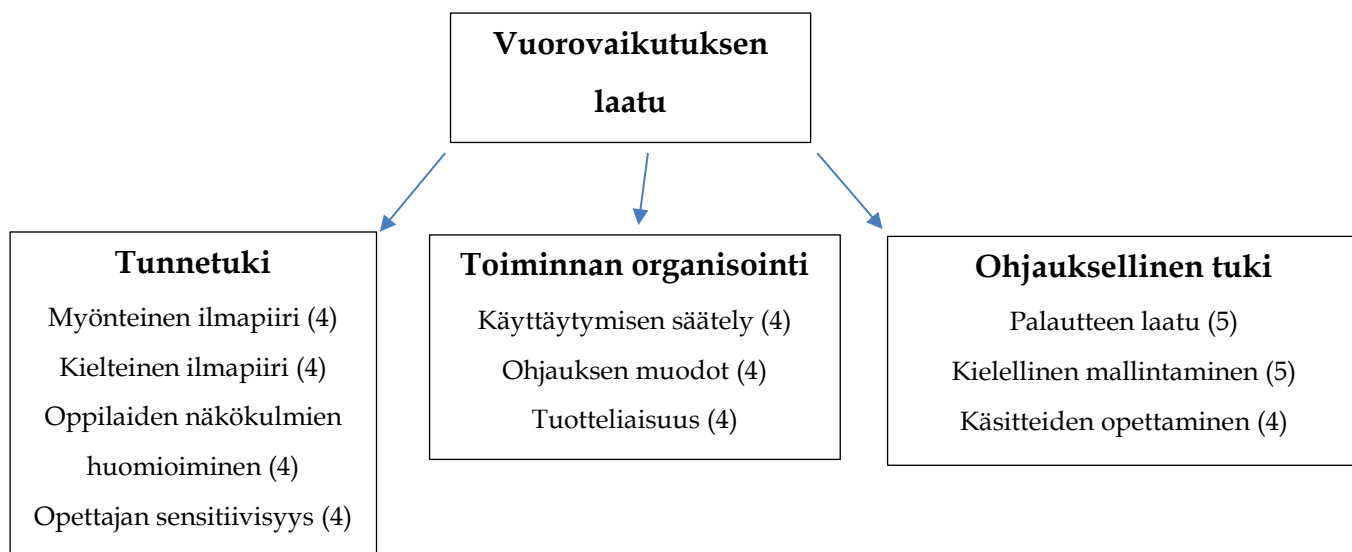 Vuorovaikutuksen
laatu
Tunnetuki
Myönteinen ilmapiiri (4)
Kielteinen ilmapiiri (4)
Oppilaiden näkökulmien
huomioiminen (4)
Opettajan sensitiivisyys (4)
Toiminnan organisointi
Käyttäytymisen säätely (4)
Ohjauksen muodot (4)
Tuotteliaisuus (4)
Ohjauksellinen tuki
Palautteen laatu (5)
Kielellinen mallintaminen (5)
Käsitteiden opettaminen (4)